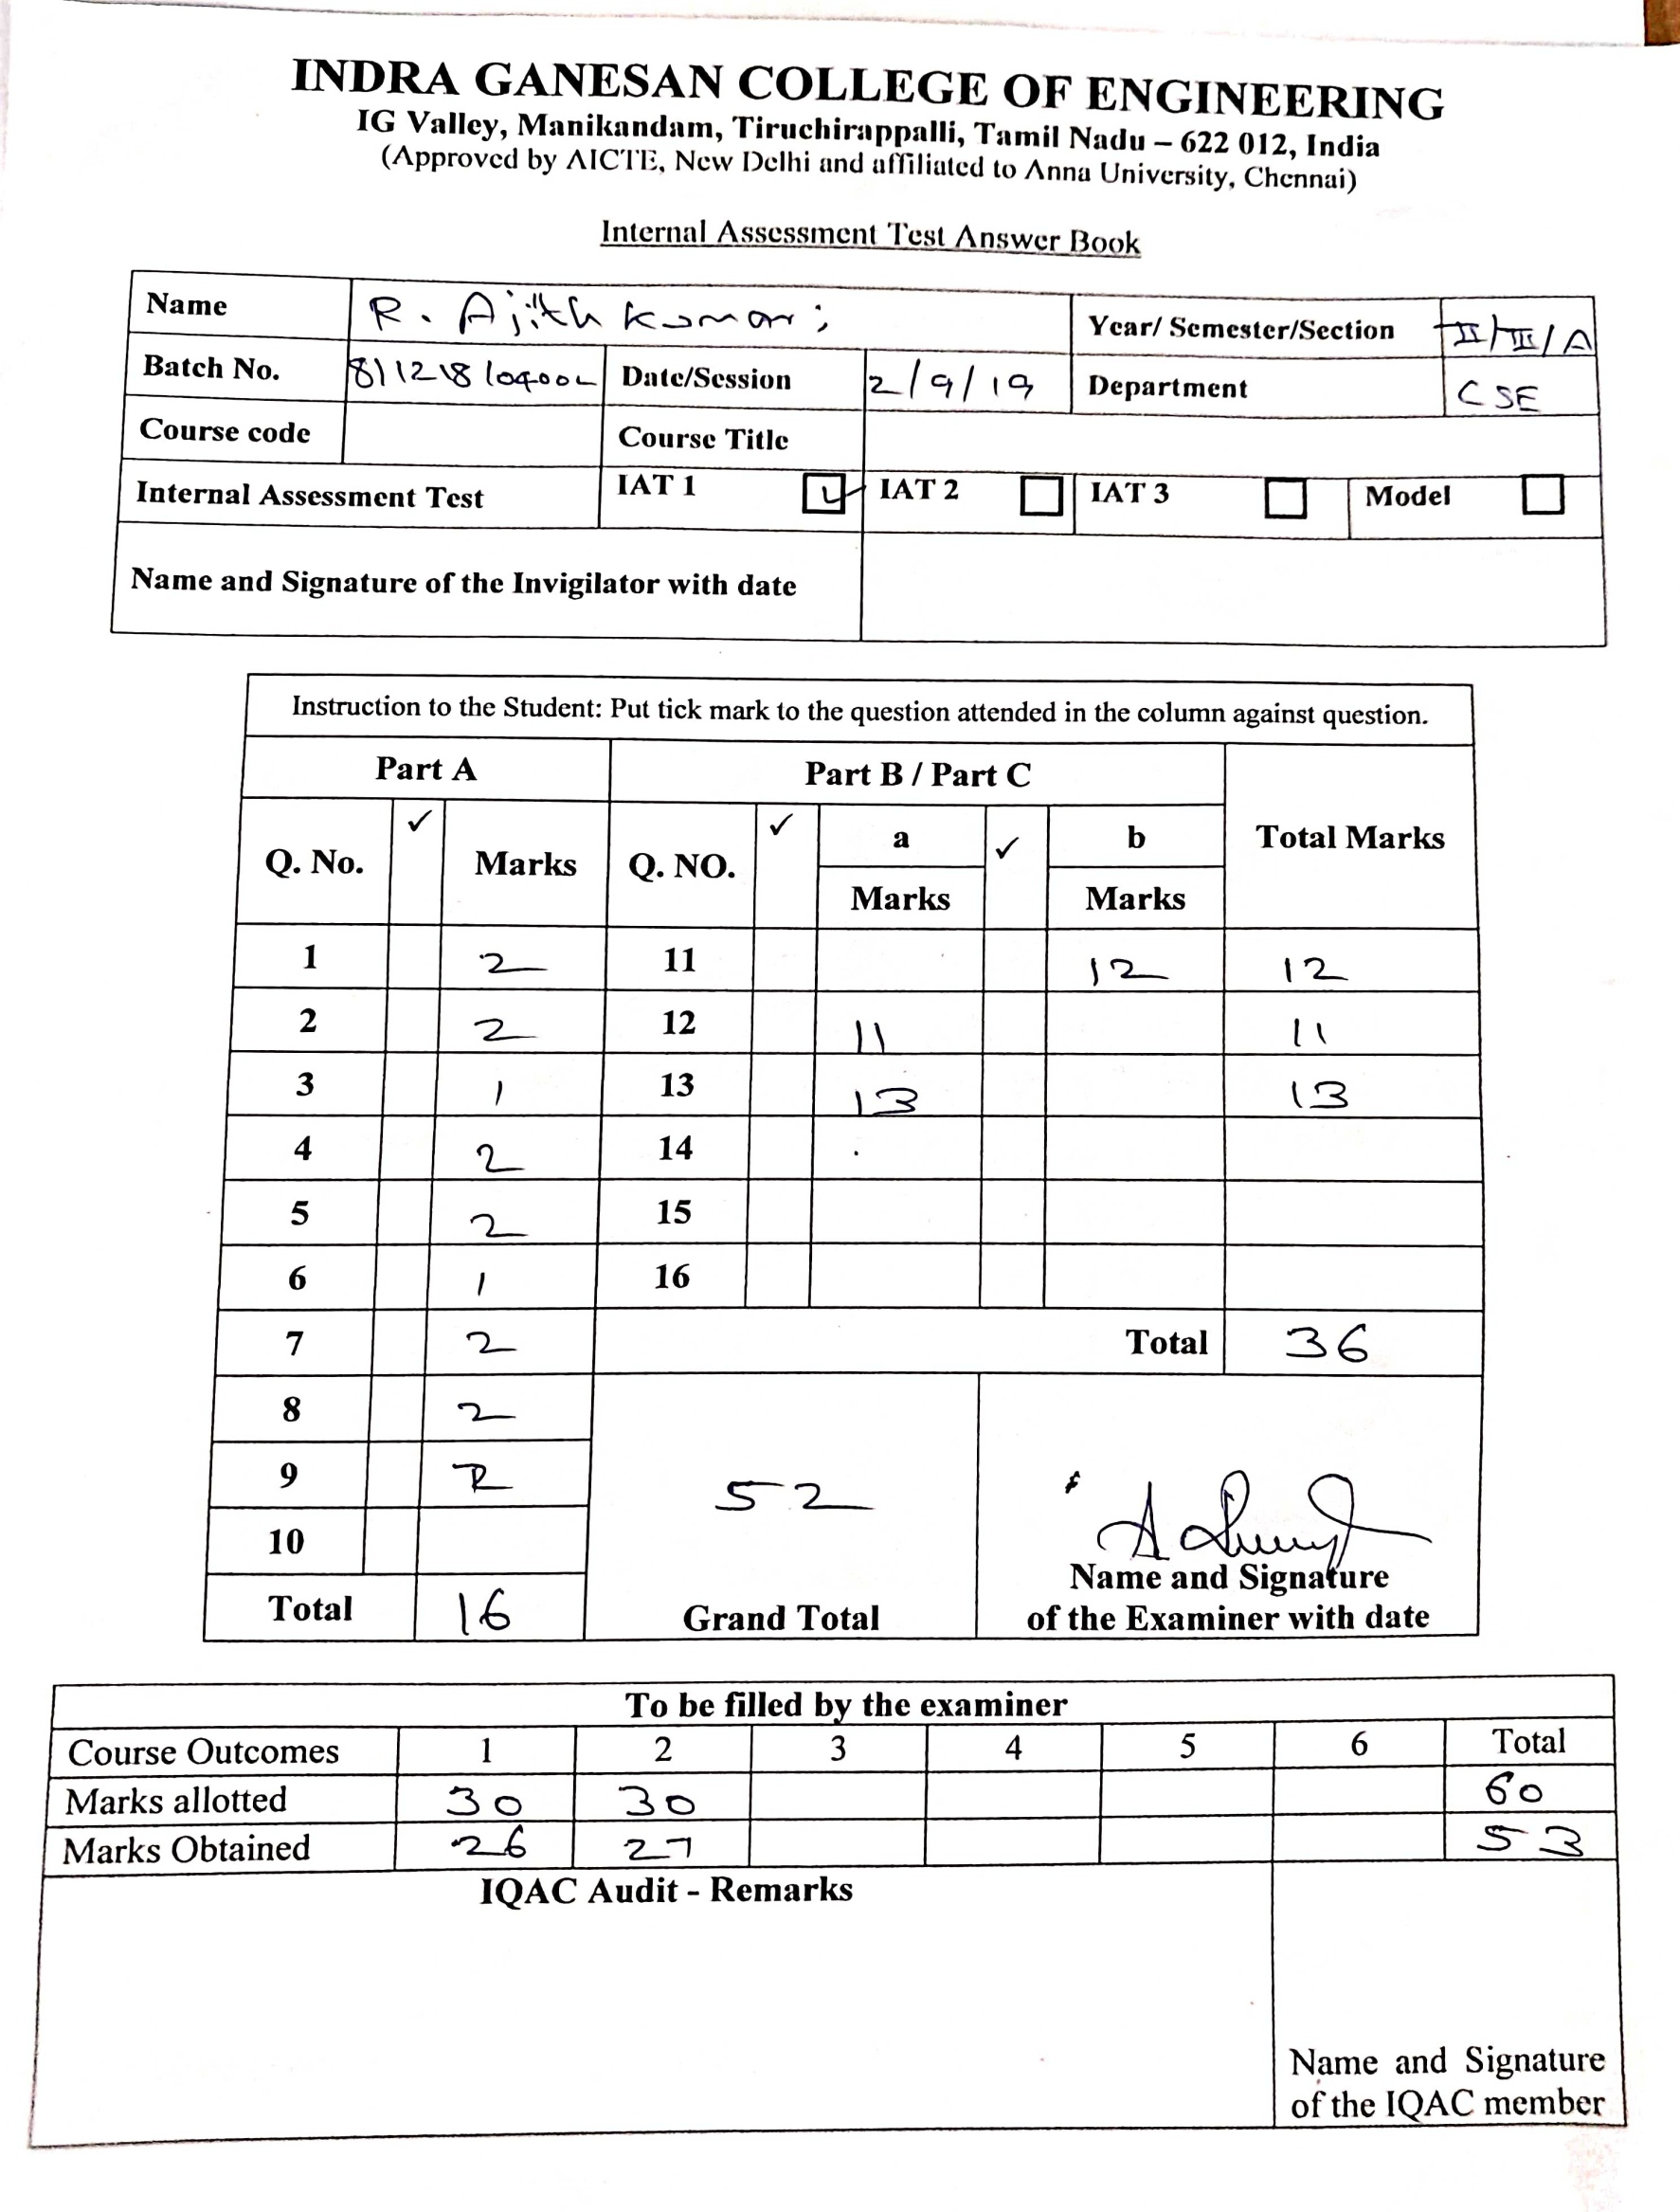 INDRA GANESAN COLLEGE OF ENGINEERING
IG Valley, Manikandam, Tiruchirappalli, Tamil Nadu – 622 012, India
(Approved by AICTE, New Delhi and affiliated to Anna University, Chennai)
Internal Assessment Test Answer Book
Name R. Ajith Kumar ; Year/ Semester/Section II/III/A
Batch No. Date/Session 2/9/19 Department CSE
Course code Course Title
Internal Assessment Test IAT 1 IAT 2 IAT 3 Model
Name and Signature of the Invigilator with date
Instruction to the Student: Put tick mark to the question attended in the column against question.
Part A Part B / Part C Total Marks
Q. No. ✓ Marks Q. NO. ✓ a ✓ b
Marks Marks
1 2 11 12 12
2 2 12 11 11
3 1 13 13 13
4 2 14
5 2 15
6 1 16
7 2 Total 36
8 2
9
10
52
Total 16 Grand Total
Name and Signature
of the Examiner with date
To be filled by the examiner
Course Outcomes 1 2 3 4 5 6 Total
Marks allotted 30 30 60
Marks Obtained 26 27 53
IQAC Audit - Remarks
Name and Signature
of the IQAC member